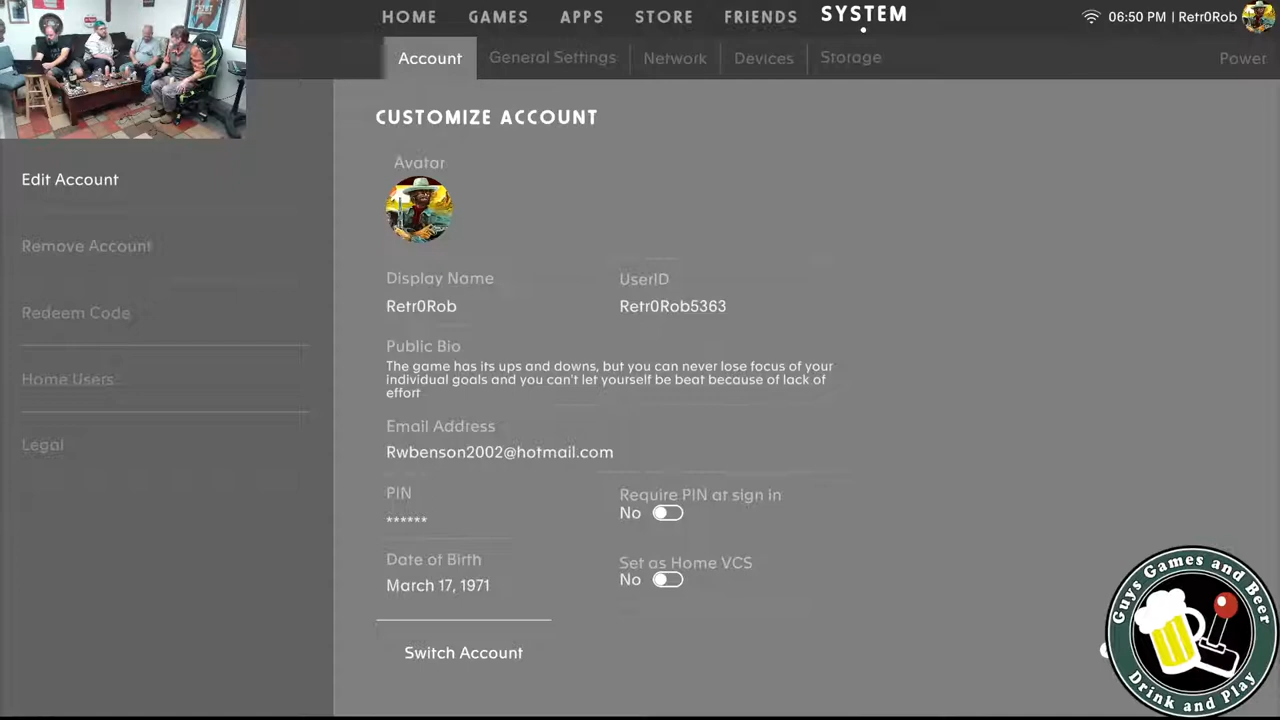 HOME GAMES APPS STORE FRIENDS SYSTEM
06:50 PM | Retr0Rob
Account General Settings Network Devices Storage Power
CUSTOMIZE ACCOUNT
Avatar
Edit Account
Remove Account
Redeem Code
Home Users
Legal
Display Name UserID
Retr0Rob Retr0Rob5363
Public Bio
The game has its ups and downs, but you can never lose focus of your
individual goals and you can't let yourself be beat because of lack of
effort
Email Address
Rwbenson2002@hotmail.com
PIN Require PIN at sign in
****** No
Date of Birth Set as Home VCS
March 17, 1971 No
Switch Account
Guys Games and Beer
Drink and Play